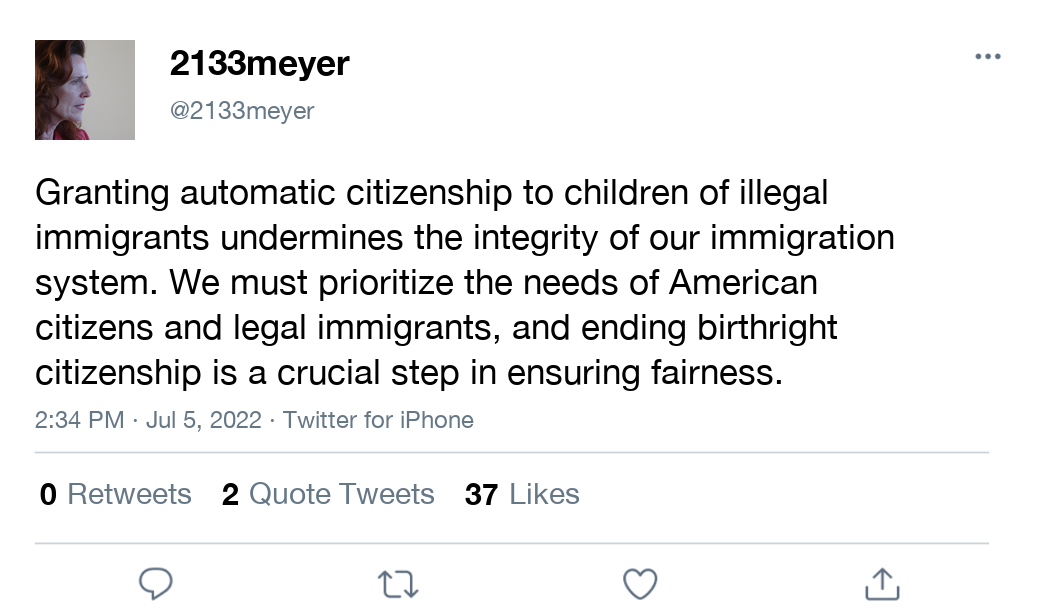 2133meyer
@2133meyer
Granting automatic citizenship to children of illegal
immigrants undermines the integrity of our immigration
system. We must prioritize the needs of American
citizens and legal immigrants, and ending birthright
citizenship is a crucial step in ensuring fairness.
2:34 PM · Jul 5, 2022 · Twitter for iPhone
0 Retweets 2 Quote Tweets 37 Likes